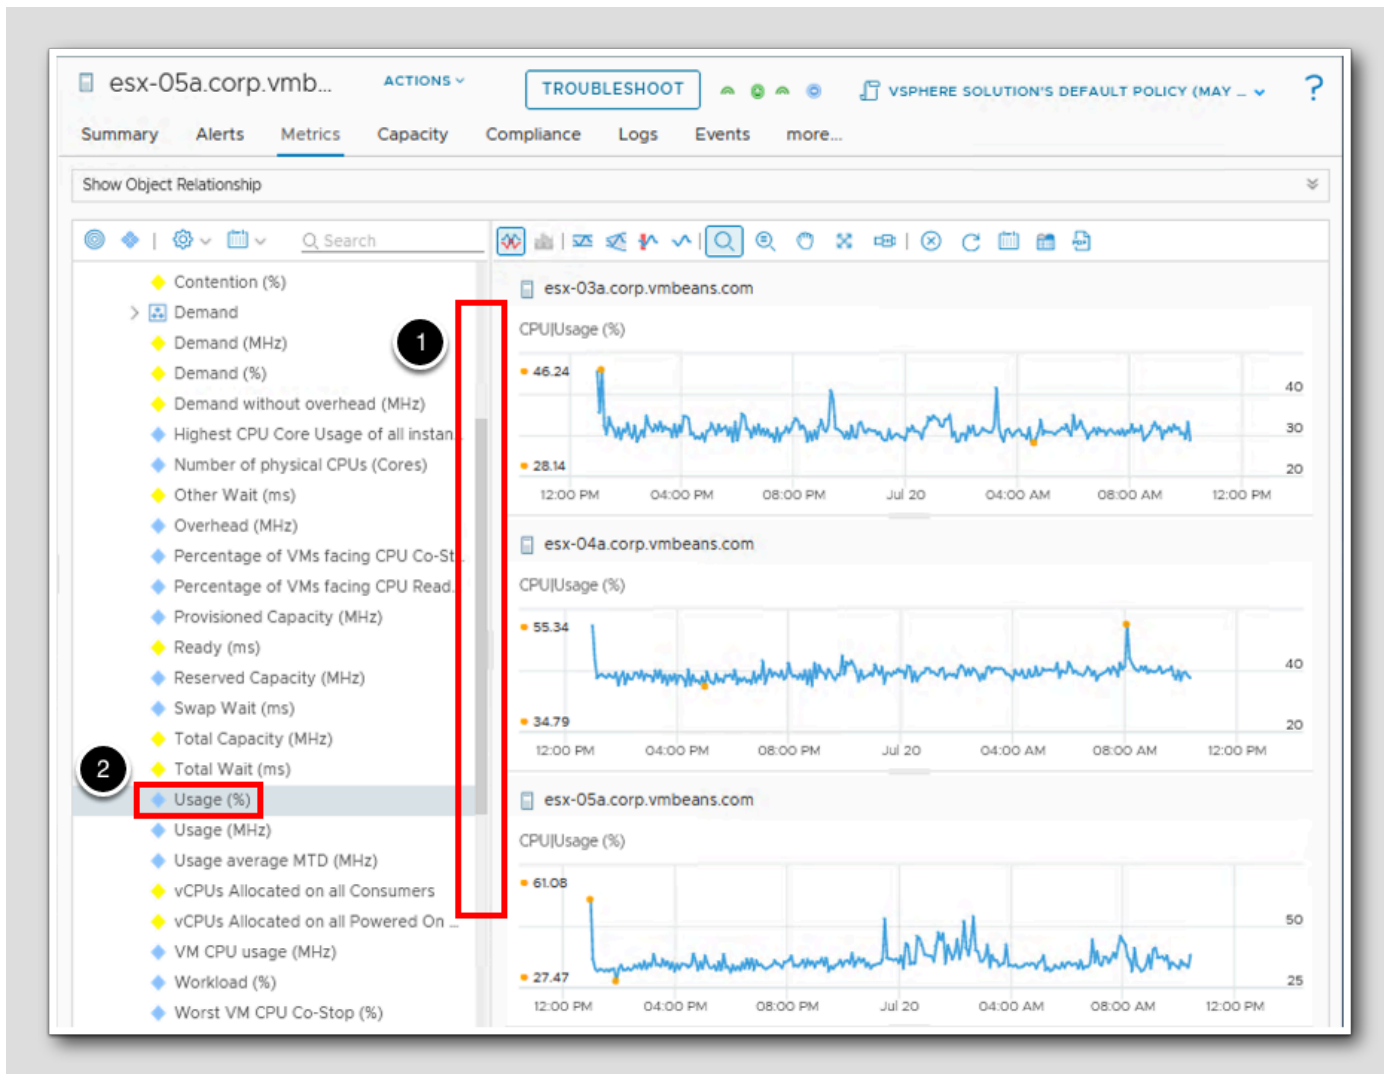 esx-05a.corp.vmb...
ACTIONS
TROUBLESHOOT
VSPHERE SOLUTION'S DEFAULT POLICY (MAY ...
?
Summary Alerts Metrics Capacity Compliance Logs Events more...
Show Object Relationship
Search
Contention (%)
Demand
1
Demand (MHz)
Demand (%)
Demand without overhead (MHz)
Highest CPU Core Usage of all instan...
Number of physical CPUs (Cores)
Other Wait (ms)
Overhead (MHz)
Percentage of VMs facing CPU Co-St...
Percentage of VMs facing CPU Read...
Provisioned Capacity (MHz)
Ready (ms)
Reserved Capacity (MHz)
Swap Wait (ms)
Total Capacity (MHz)
2
Total Wait (ms)
Usage (%)
Usage (MHz)
Usage average MTD (MHz)
vCPUs Allocated on all Consumers
vCPUs Allocated on all Powered On ...
VM CPU usage (MHz)
Workload (%)
Worst VM CPU Co-Stop (%)
esx-03a.corp.vmbeans.com
CPU|Usage (%)
46.24
40
30
28.14
20
12:00 PM 04:00 PM 08:00 PM Jul 20 04:00 AM 08:00 AM 12:00 PM
esx-04a.corp.vmbeans.com
CPU|Usage (%)
55.34
40
34.79
20
12:00 PM 04:00 PM 08:00 PM Jul 20 04:00 AM 08:00 AM 12:00 PM
esx-05a.corp.vmbeans.com
CPU|Usage (%)
61.08
50
27.47
25
12:00 PM 04:00 PM 08:00 PM Jul 20 04:00 AM 08:00 AM 12:00 PM